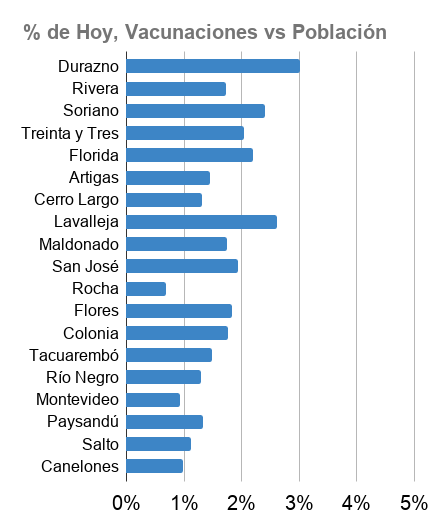 % de Hoy, Vacunaciones vs Población
Durazno
Rivera
Soriano
Treinta y Tres
Florida
Artigas
Cerro Largo
Lavalleja
Maldonado
San José
Rocha
Flores
Colonia
Tacuarembó
Río Negro
Montevideo
Paysandú
Salto
Canelones
0% 1% 2% 3% 4% 5%